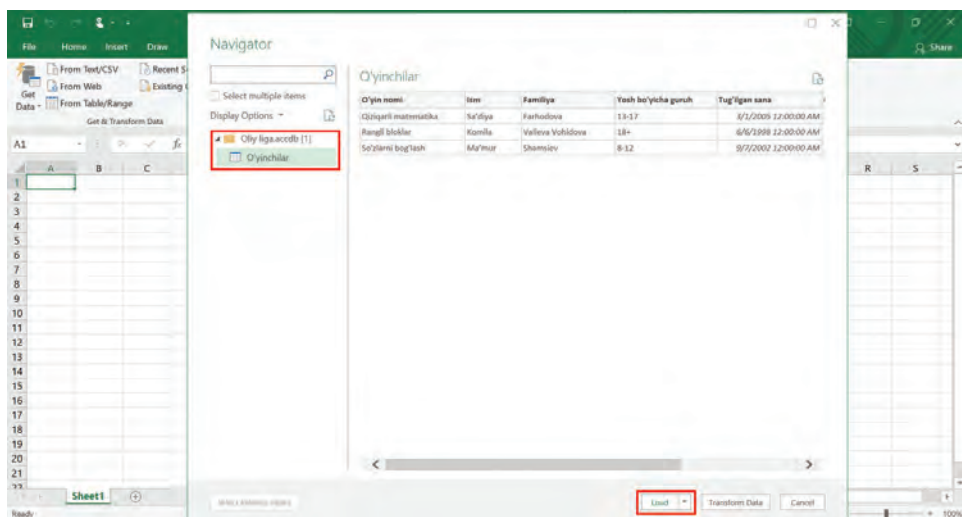 File Home Insert Draw
Share
From Text/CSV
Recent S
From Web
Existing
Get Data
From Table/Range
Get & Transform Data
A1
fx
A B C R S
1
2
3
4
5
6
7
8
9
10
11
12
13
14
15
16
17
18
19
20
21
22
Navigator
Select multiple items
Display Options
Oliy liga.accdb [1]
O'yinchilar
O'yinchilar
O'yin nomi Ism Familiya Yosh bo'yicha guruh Tug'ilgan sana
Qiziqarli matematika Sa'diya Farhodova 13-17 3/1/2005 12:00:00 AM
Rangli bloklar Komila Valieva Vohidova 18+ 6/6/1998 12:00:00 AM
So'zlarni bog'lash Ma'mur Shamsiev 8-12 9/7/2002 12:00:00 AM
Load Transform Data Cancel
Sheet1
Ready
100%